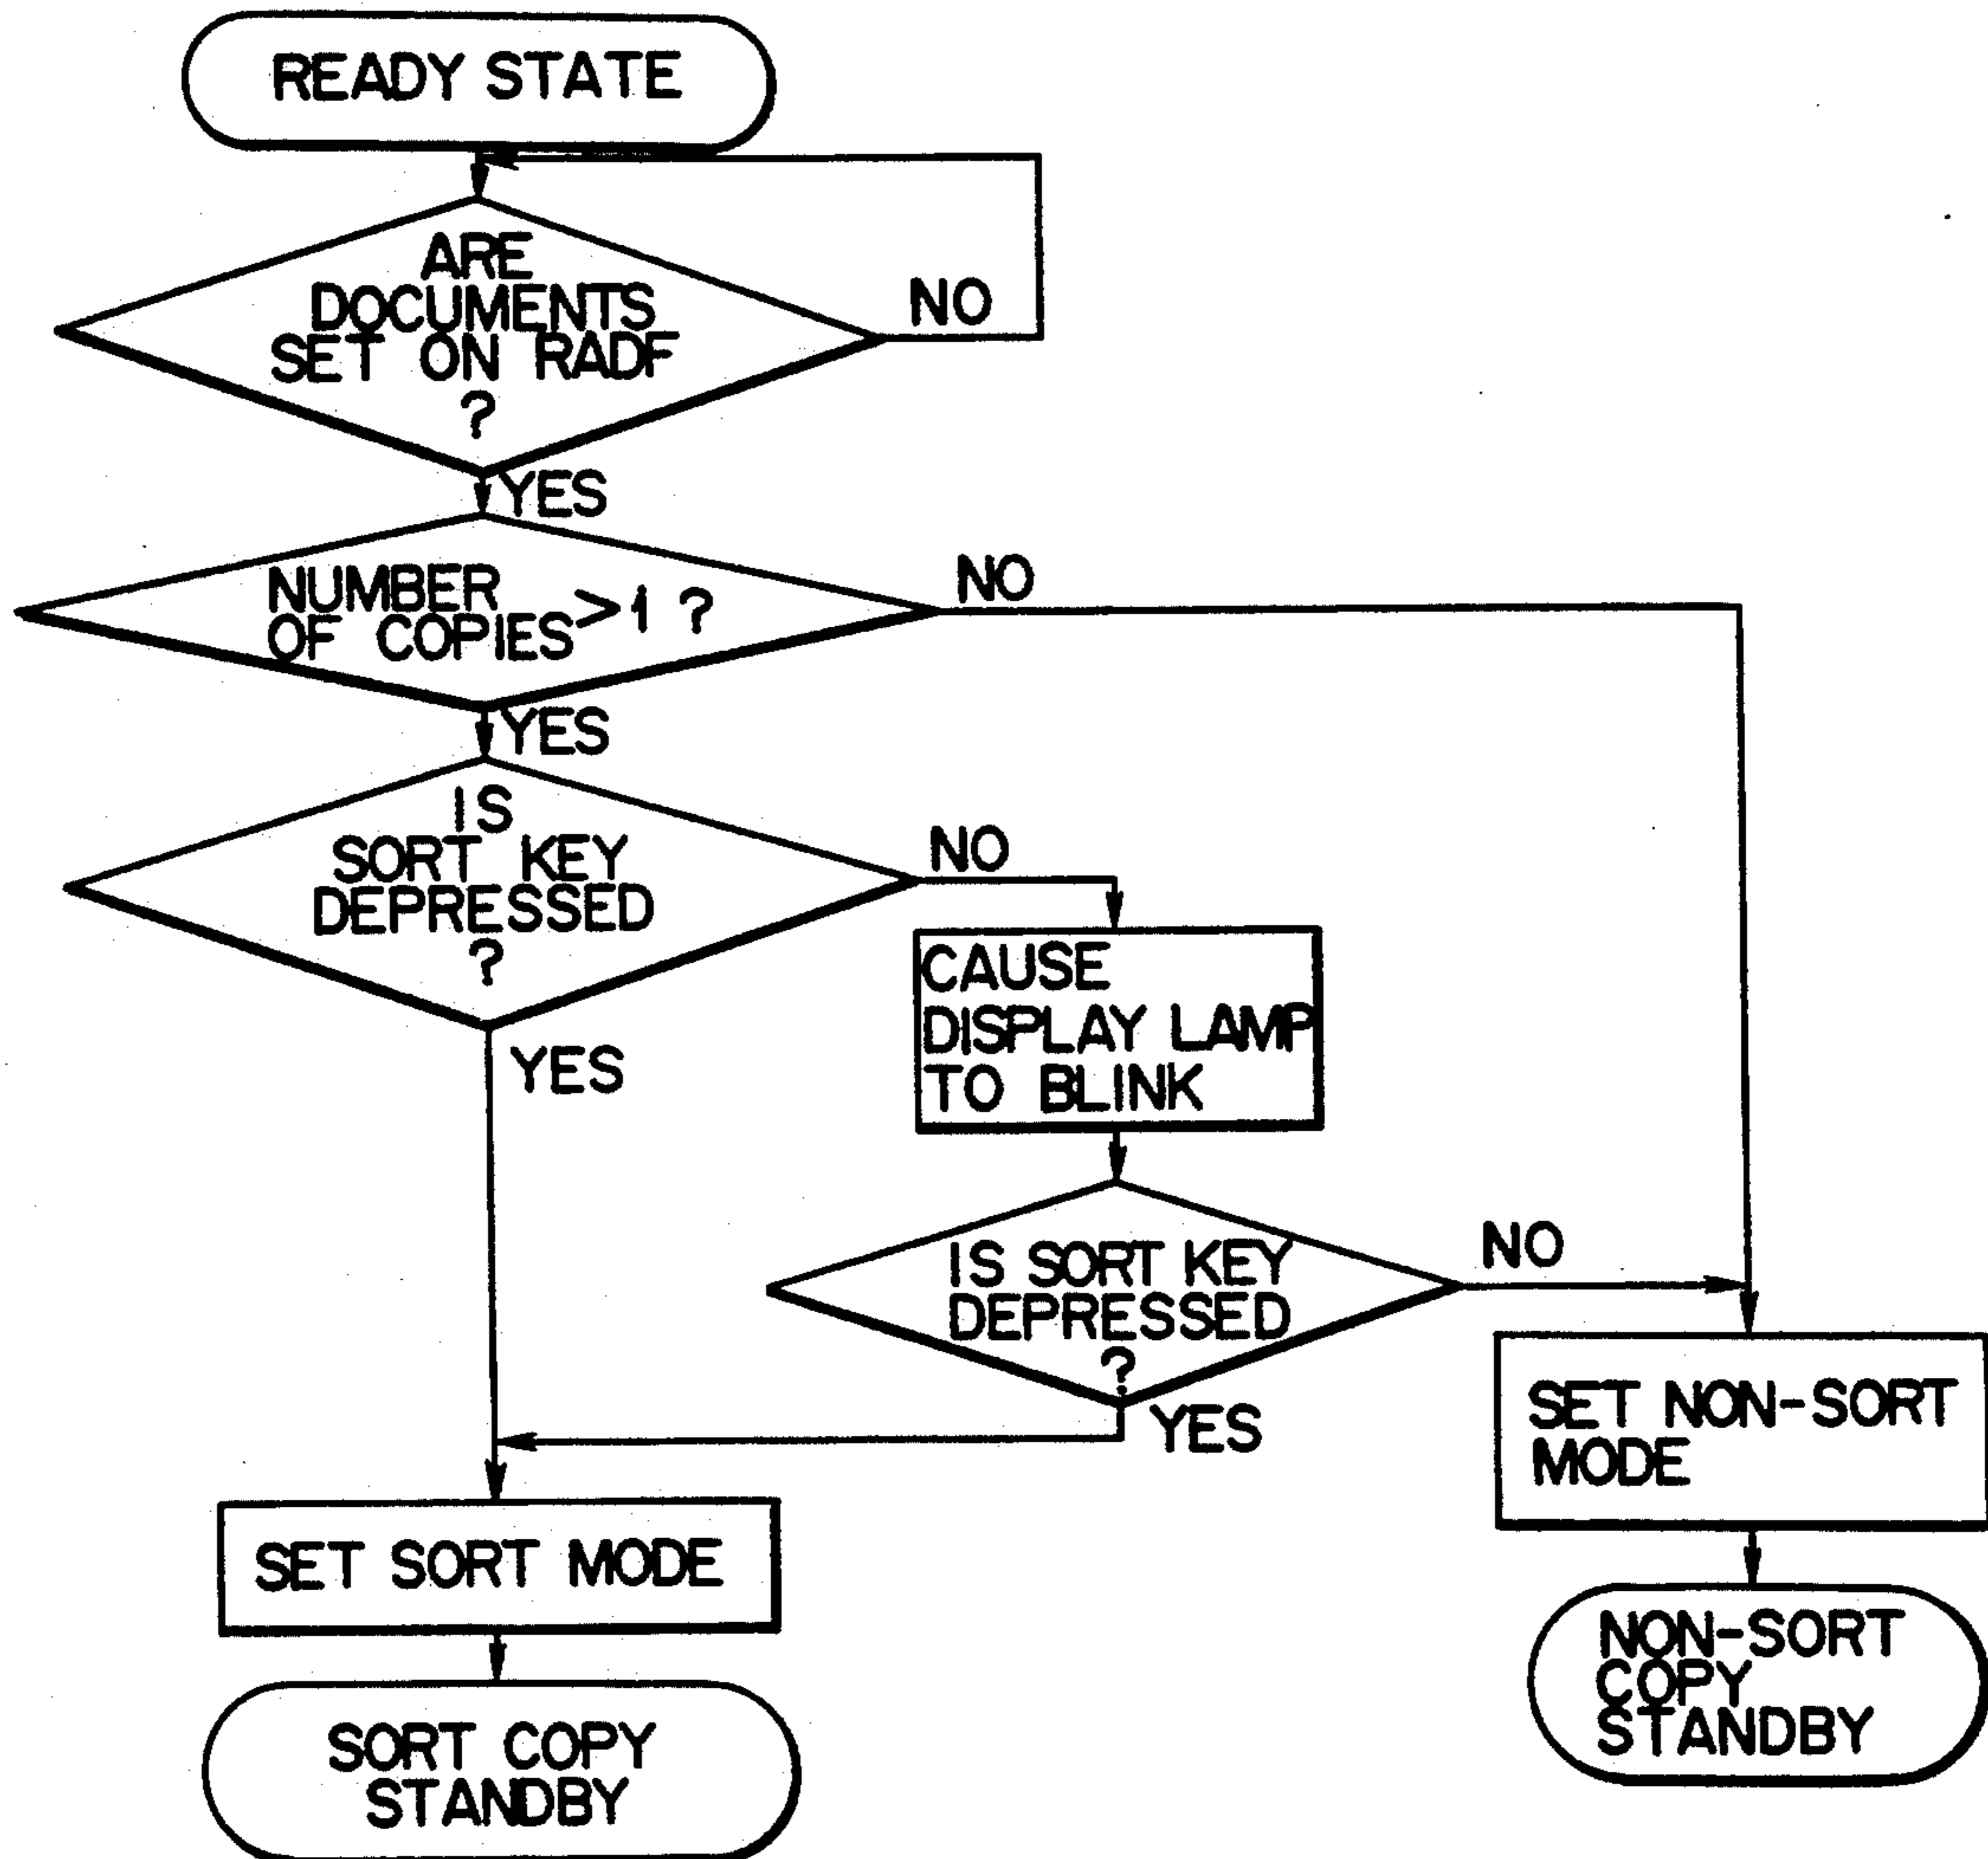 READY STATE
ARE
DOCUMENTS
SET ON RADF
?
NO
YES
NUMBER
OF COPIES >1 ?
NO
YES
IS
SORT KEY
DEPRESSED
?
NO
YES
CAUSE
DISPLAY LAMP
TO BLINK
IS SORT KEY
DEPRESSED
?
NO
YES
SET NON-SORT
MODE
SET SORT MODE
NON-SORT
COPY
STANDBY
SORT COPY
STANDBY